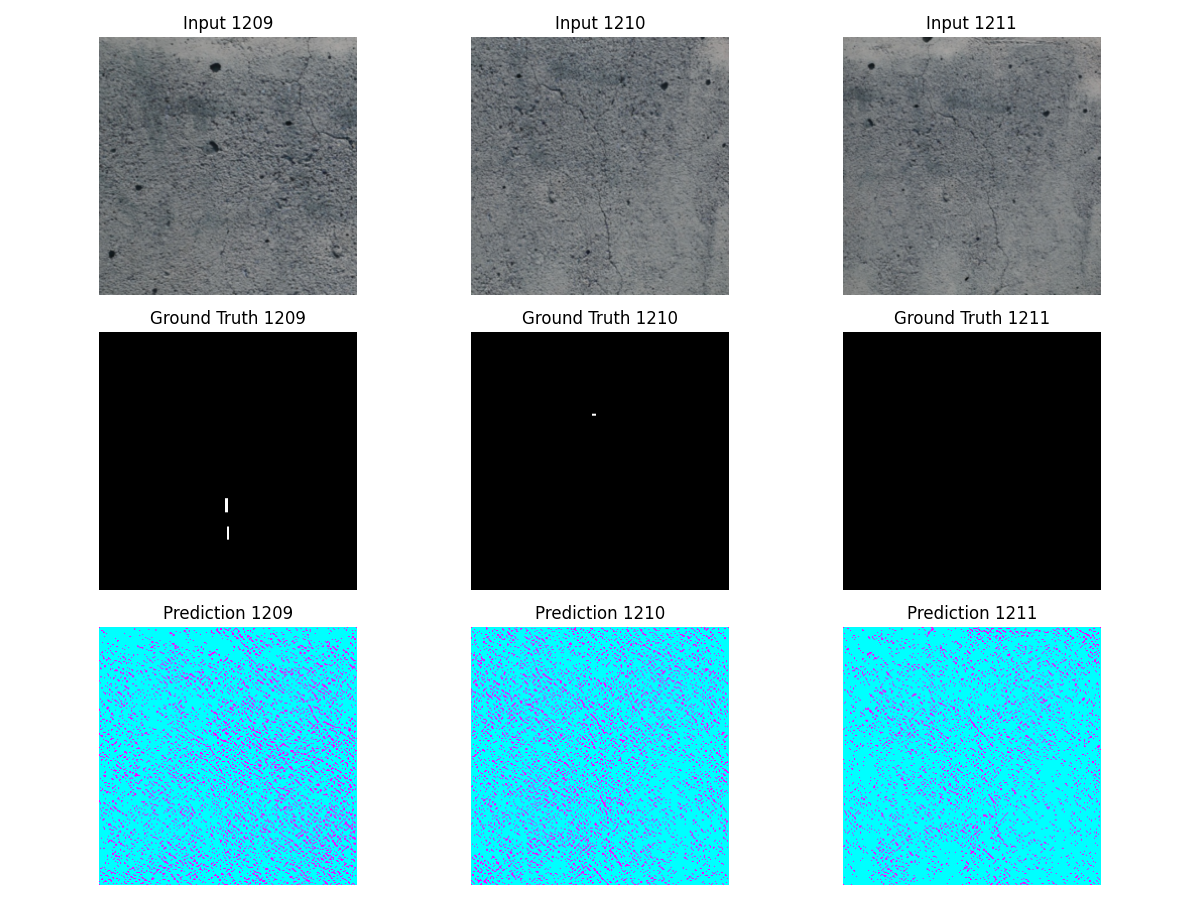 Input 1209
Input 1210
Input 1211
Ground Truth 1209
Ground Truth 1210
Ground Truth 1211
Prediction 1209
Prediction 1210
Prediction 1211